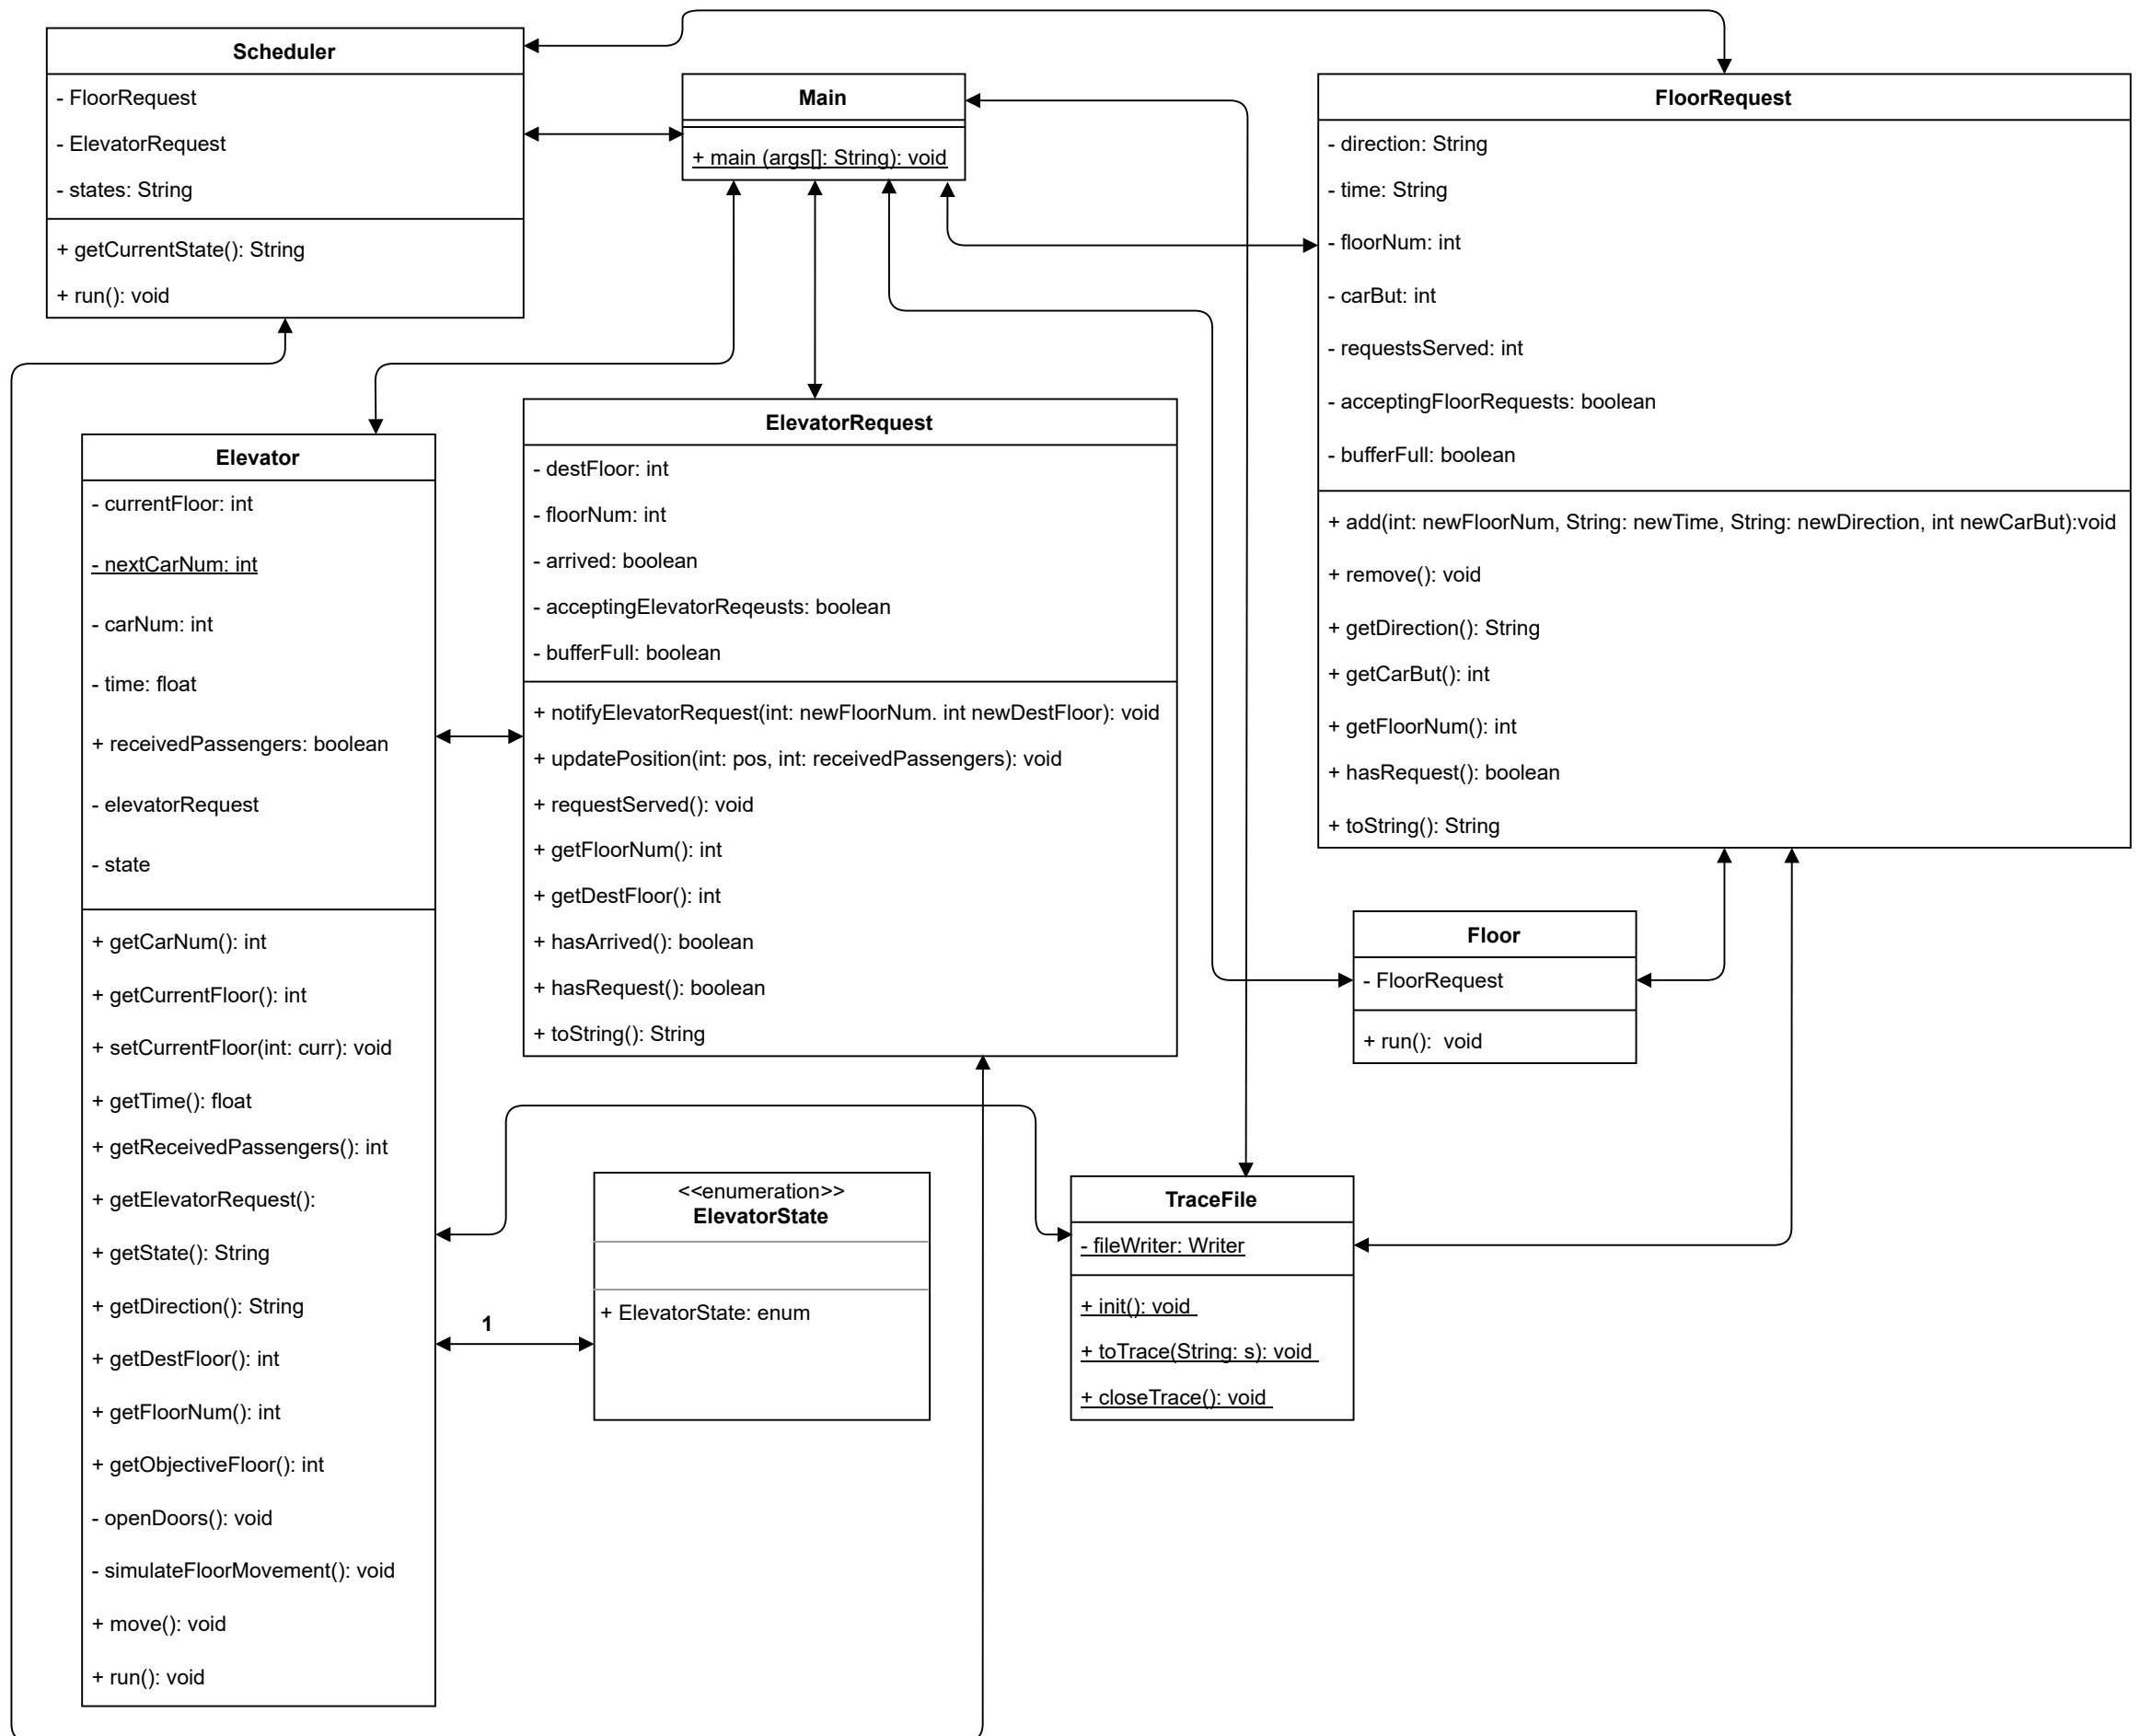 Scheduler
- FloorRequest
- ElevatorRequest
- states: String
+ getCurrentState(): String
+ run(): void
Main
+ main (args[]: String): void
FloorRequest
- direction: String
- time: String
- floorNum: int
- carBut: int
- requestsServed: int
- acceptingFloorRequests: boolean
- bufferFull: boolean
+ add(int: newFloorNum, String: newTime, String: newDirection, int newCarBut):void
+ remove(): void
+ getDirection(): String
+ getCarBut(): int
+ getFloorNum(): int
+ hasRequest(): boolean
+ toString(): String
Elevator
- currentFloor: int
- nextCarNum: int
- carNum: int
- time: float
+ receivedPassengers: boolean
- elevatorRequest
- state
+ getCarNum(): int
+ getCurrentFloor(): int
+ setCurrentFloor(int: curr): void
+ getTime(): float
+ getReceivedPassengers(): int
+ getElevatorRequest():
+ getState(): String
+ getDirection(): String
+ getDestFloor(): int
+ getFloorNum(): int
+ getObjectiveFloor(): int
- openDoors(): void
- simulateFloorMovement(): void
+ move(): void
+ run(): void
ElevatorRequest
- destFloor: int
- floorNum: int
- arrived: boolean
- acceptingElevatorReqeusts: boolean
- bufferFull: boolean
+ notifyElevatorRequest(int: newFloorNum. int newDestFloor): void
+ updatePosition(int: pos, int: receivedPassengers): void
+ requestServed(): void
+ getFloorNum(): int
+ getDestFloor(): int
+ hasArrived(): boolean
+ hasRequest(): boolean
+ toString(): String
Floor
- FloorRequest
+ run():  void
1
<<enumeration>>
ElevatorState
+ ElevatorState: enum
TraceFile
- fileWriter: Writer
+ init(): void
+ toTrace(String: s): void
+ closeTrace(): void